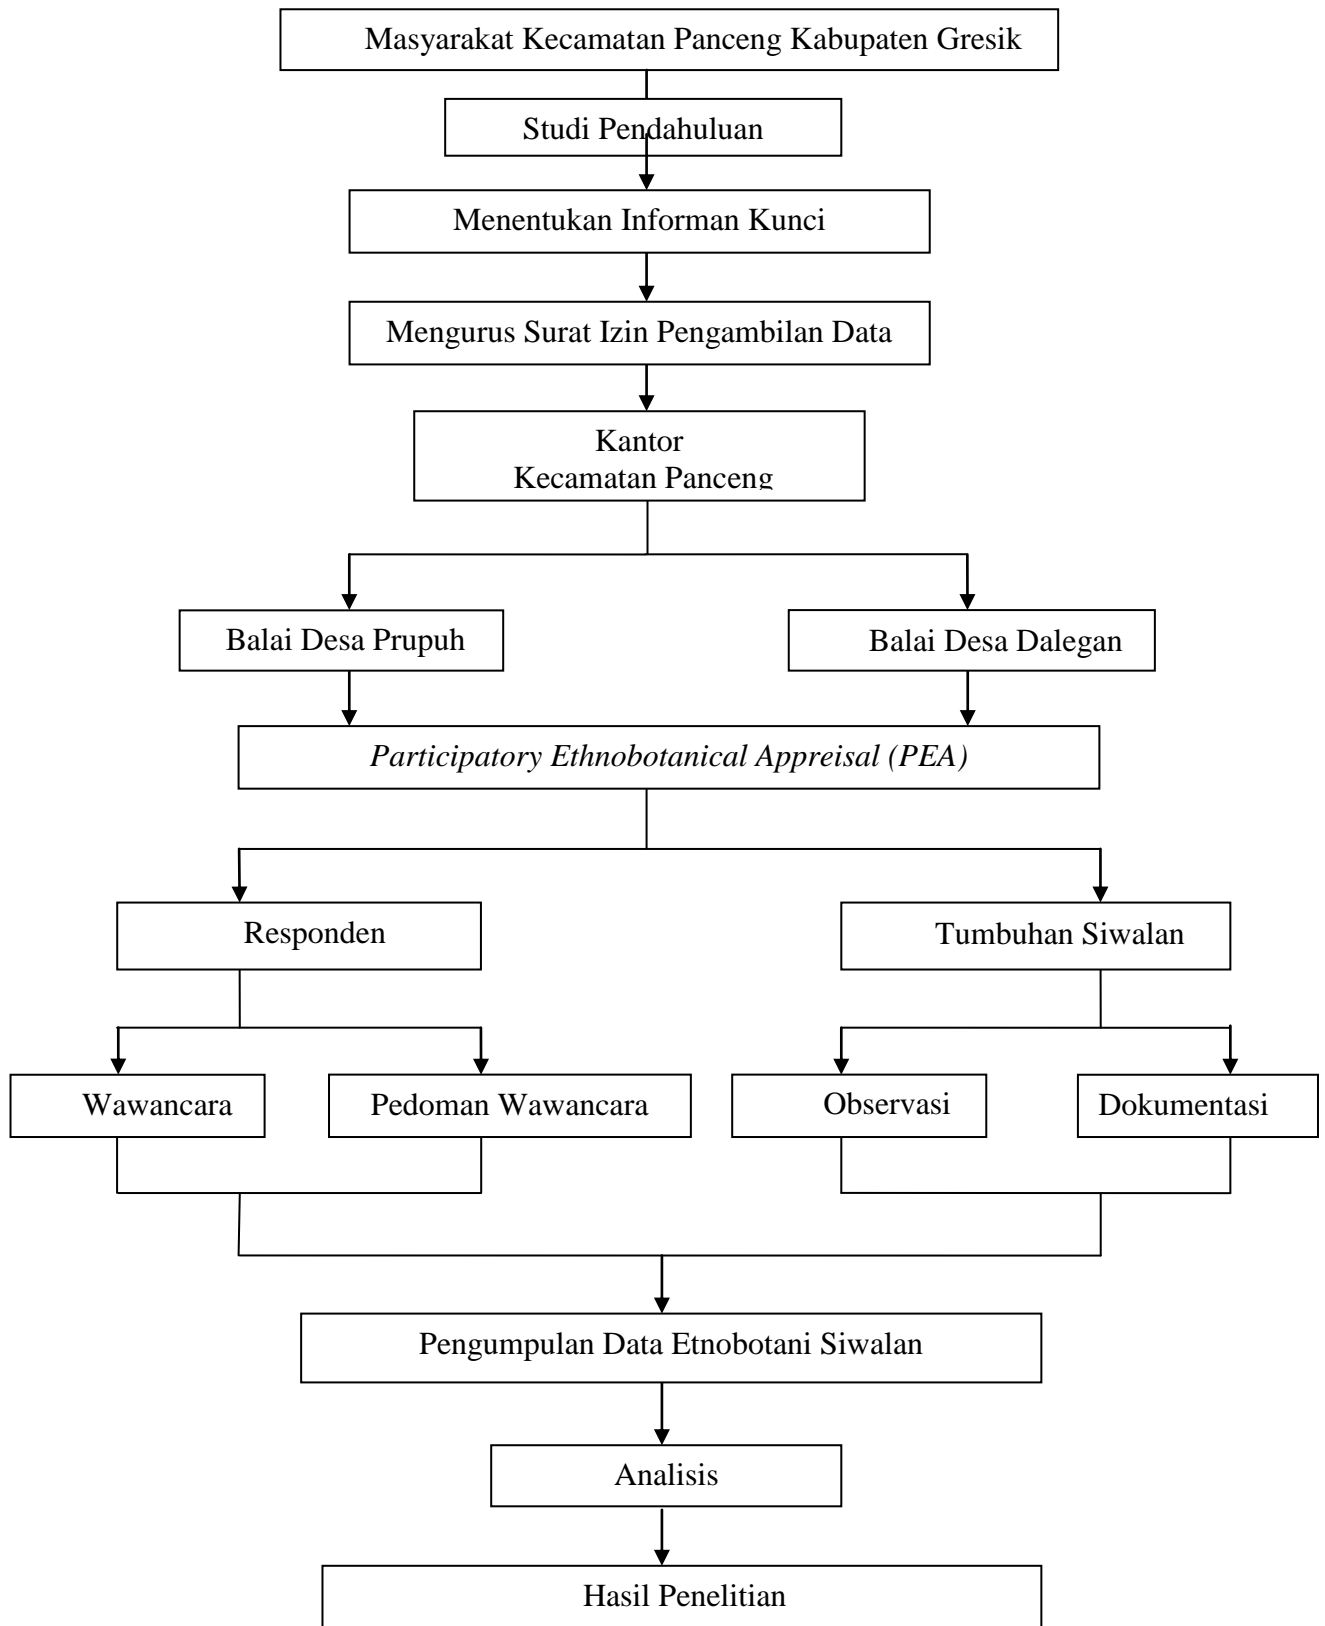 Masyarakat Kecamatan Panceng Kabupaten Gresik
Studi Pendahuluan
Menentukan Informan Kunci
Mengurus Surat Izin Pengambilan Data
Kantor
Kecamatan Panceng
Balai Desa Prupuh
Balai Desa Dalegan
Participatory Ethnobotanical Appreisal (PEA)
Responden
Tumbuhan Siwalan
Wawancara
Pedoman Wawancara
Observasi
Dokumentasi
Pengumpulan Data Etnobotani Siwalan
Analisis
Hasil Penelitian